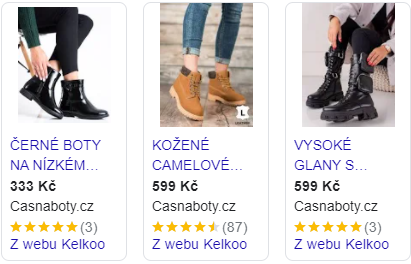 ČERNÉ BOTY
NA NÍZKÉM...
333 Kč
Casnaboty.cz
(3)
Z webu Kelkoo
L
KOŽENÉ
CAMELOVÉ...
599 Kč
Casnaboty.cz
(87)
Z webu Kelkoo
VYSOKÉ
GLANY S...
599 Kč
Casnaboty.cz
(3)
Z webu Kelkoo